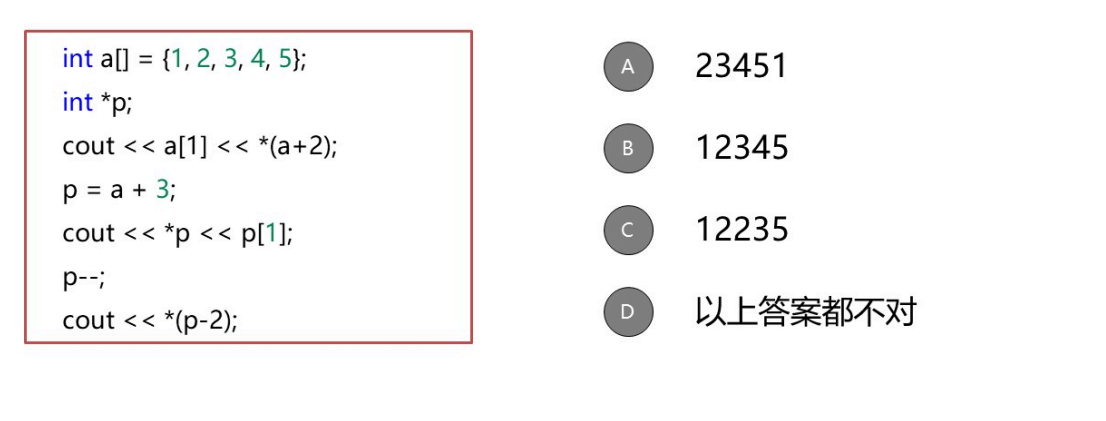 int a[] = {1, 2, 3, 4, 5};
int *p;
cout << a[1] << *(a+2);
p = a + 3;
cout << *p << p[1];
p--;
cout << *(p-2);
A 23451
B 12345
C 12235
D 以上答案都不对